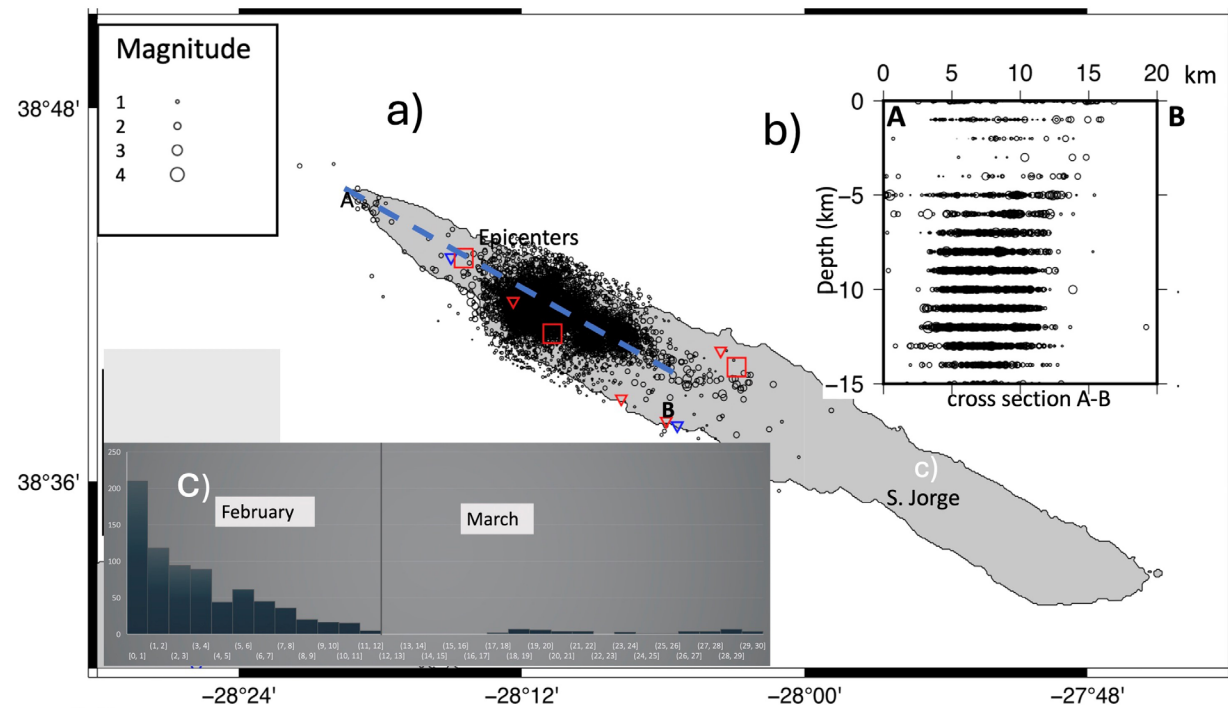 Magnitude
1
2
3
4
a)
b)
0 5 10 15 20 km
A B
0
−5
−10
−15
Depth (km)
cross section A-B
38°48'
38°36'
A
Epicenters
B
c)
S. Jorge
C)
February
March
250
200
150
100
50
0
(1, 2] (3, 4] (5, 6] (7, 8] (9, 10] (11, 12] (13, 14] (15, 16] (17, 18] (19, 20] (21, 22] (23, 24] (25, 26] (27, 28] (29, 30]
[0, 1] (2, 3] (4, 5] (6, 7] (8, 9] (10, 11] (12, 13] (14, 15] (16, 17] (18, 19] (20, 21] (22, 23] (24, 25] (26, 27] (28, 29]
−28°24' −28°12' −28°00' −27°48'